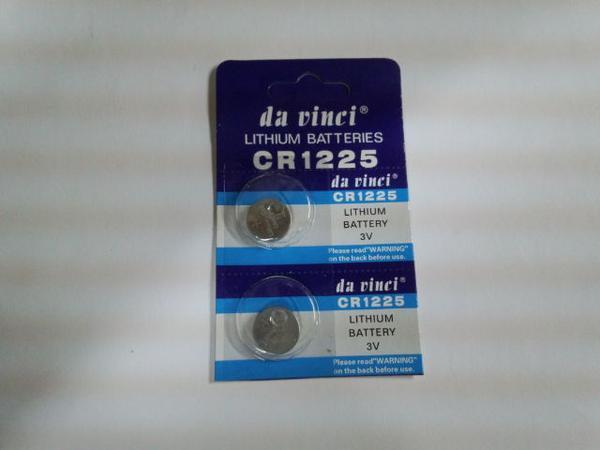 da vinci®
LITHIUM BATTERIES
CR1225
da vinci®
CR1225
LITHIUM
BATTERY
3V
Please read"WARNING"
on the back before use.
da vinci®
CR1225
LITHIUM
BATTERY
3V
Please read"WARNING"
on the back before use.